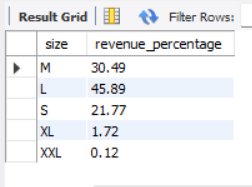 Result Grid Filter Rows:
size revenue_percentage
M 30.49
L 45.89
S 21.77
XL 1.72
XXL 0.12